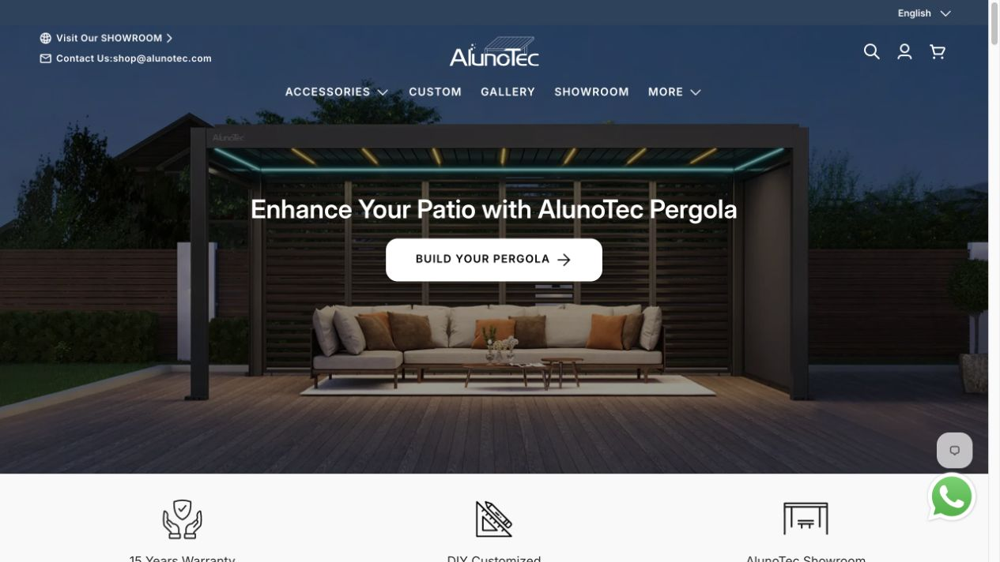 English
Visit Our SHOWROOM
Contact Us:shop@alunotec.com
AlunoTec
ACCESSORIES
CUSTOM
GALLERY
SHOWROOM
MORE
AlunoTec
Enhance Your Patio with AlunoTec Pergola
BUILD YOUR PERGOLA
15 Years Warranty
DIY Customized
AlunoTec Showroom